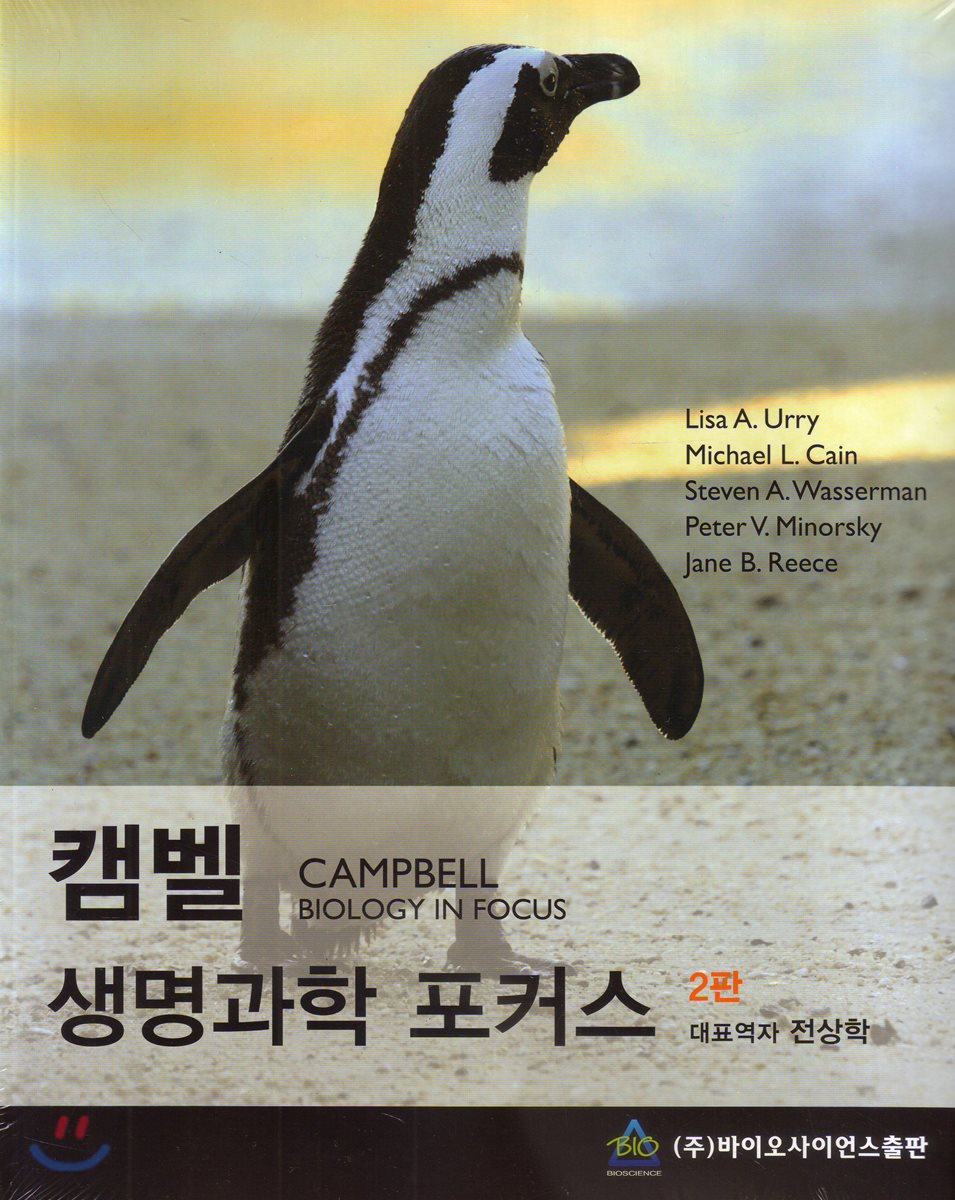 Lisa A. Urry
Michael L. Cain
Steven A. Wasserman
Peter V. Minorsky
Jane B. Reece
캠벨
CAMPBELL
BIOLOGY IN FOCUS
생명과학 포커스
2판
대표역자 전상학
BIO
BIOSCIENCE
(주)바이오사이언스출판